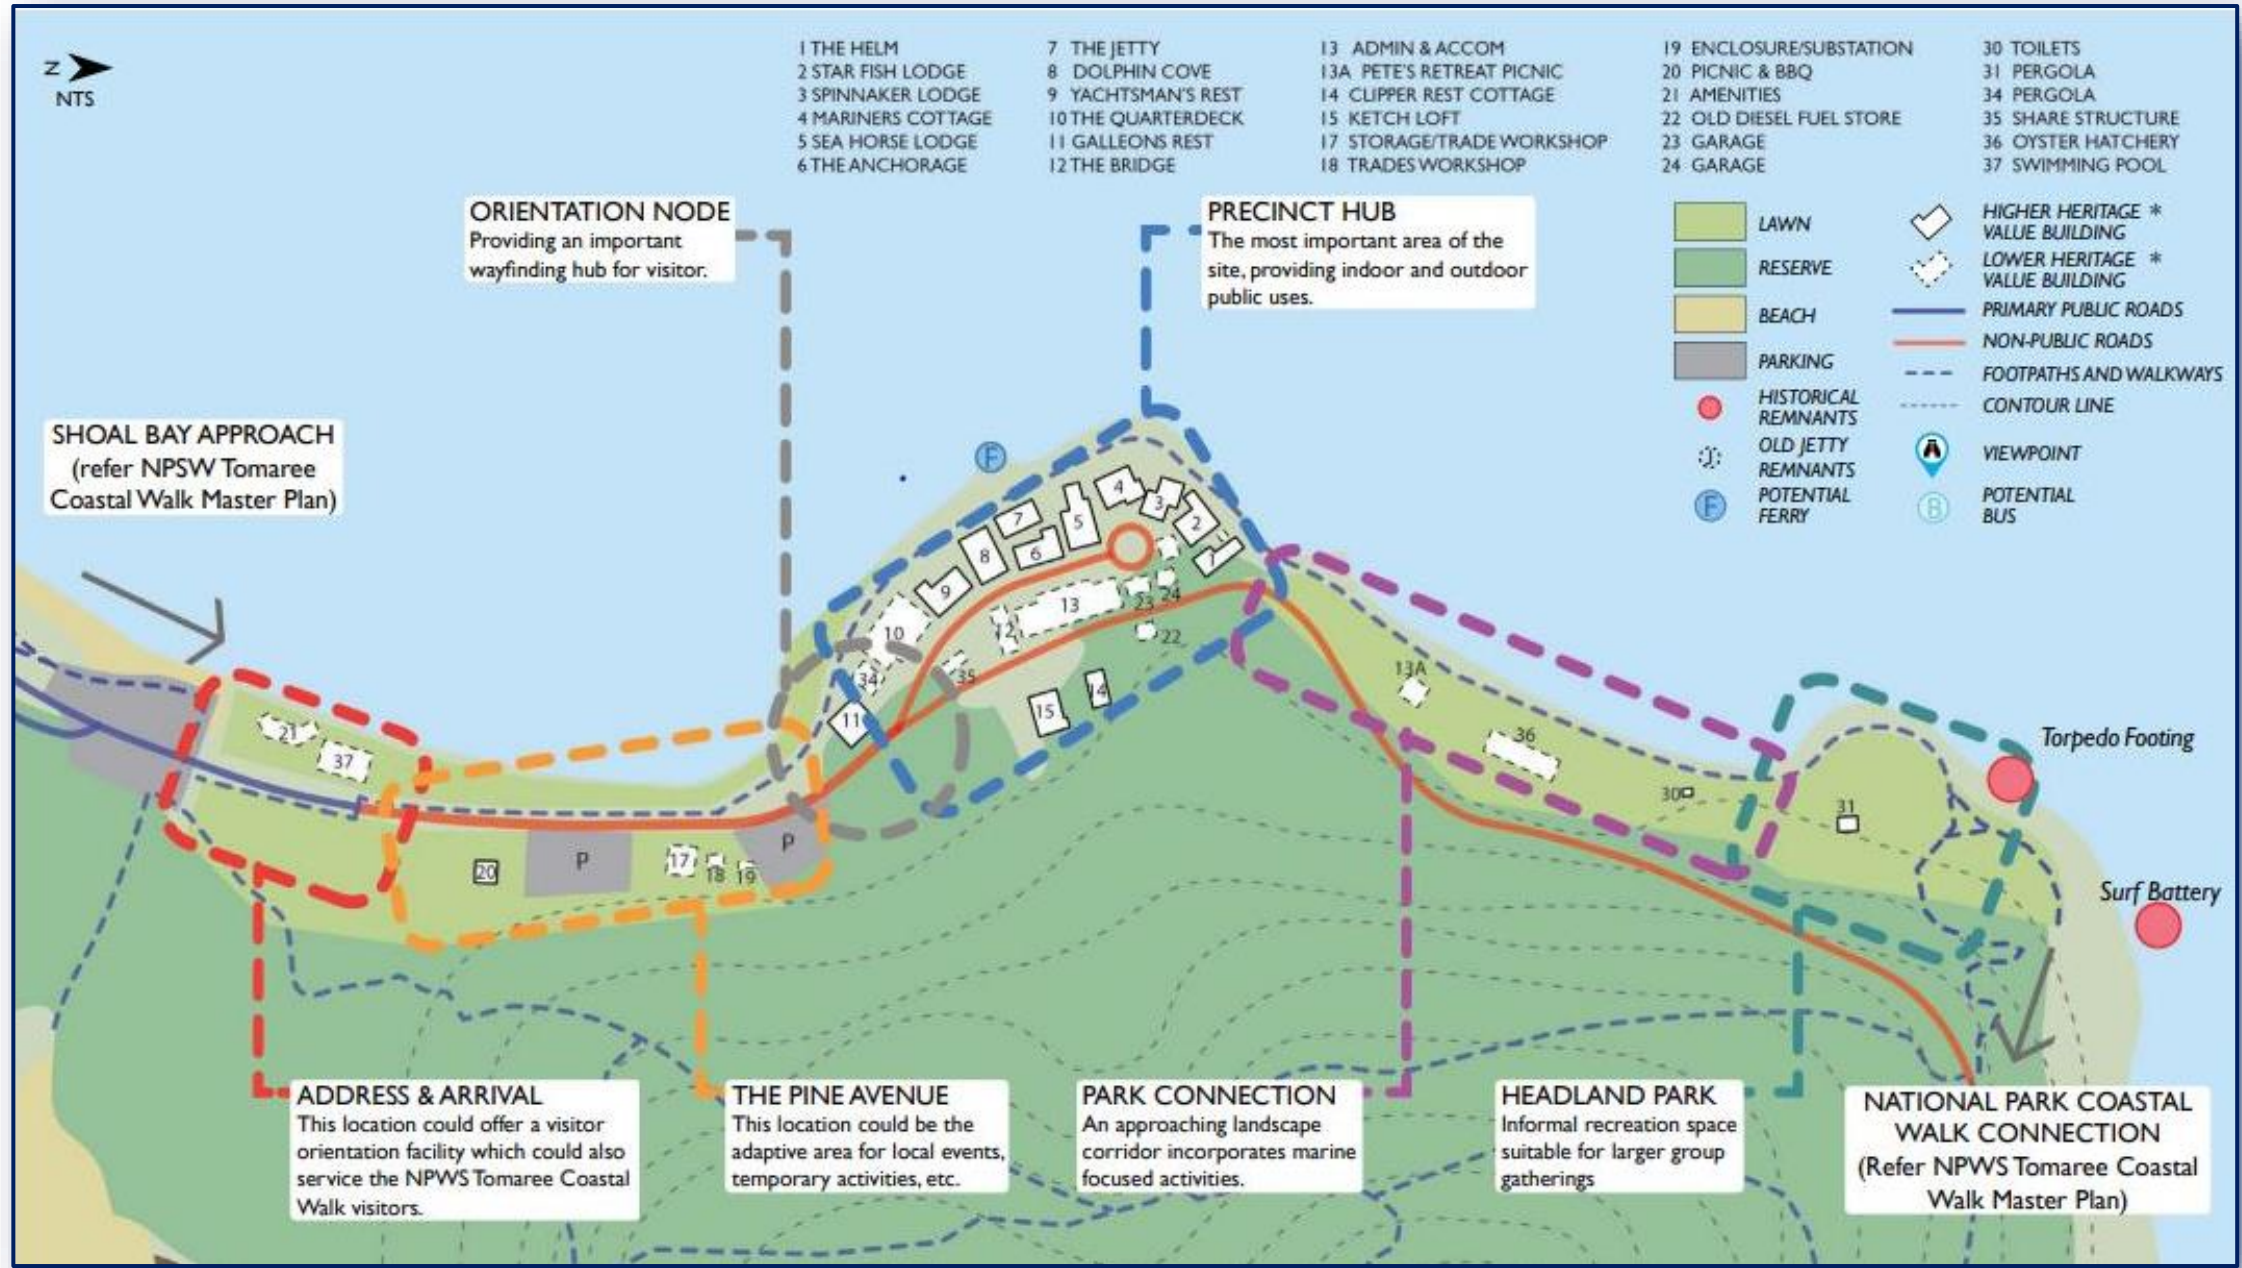 Z
NTS
1 THE HELM
2 STAR FISH LODGE
3 SPINNAKER LODGE
4 MARINERS COTTAGE
5 SEA HORSE LODGE
6 THE ANCHORAGE
7 THE JETTY
8 DOLPHIN COVE
9 YACHTSMAN'S REST
10 THE QUARTERDECK
11 GALLEONS REST
12 THE BRIDGE
13 ADMIN & ACCOM
13A PETE'S RETREAT PICNIC
14 CLIPPER REST COTTAGE
15 KETCH LOFT
17 STORAGE/TRADE WORKSHOP
18 TRADES WORKSHOP
19 ENCLOSURE/SUBSTATION
20 PICNIC & BBQ
21 AMENITIES
22 OLD DIESEL FUEL STORE
23 GARAGE
24 GARAGE
30 TOILETS
31 PERGOLA
34 PERGOLA
35 SHARE STRUCTURE
36 OYSTER HATCHERY
37 SWIMMING POOL
LAWN
RESERVE
BEACH
PARKING
HISTORICAL
REMNANTS
J
OLD JETTY
REMNANTS
F
POTENTIAL
FERRY
HIGHER HERITAGE *
VALUE BUILDING
LOWER HERITAGE *
VALUE BUILDING
PRIMARY PUBLIC ROADS
NON-PUBLIC ROADS
FOOTPATHS AND WALKWAYS
CONTOUR LINE
VIEWPOINT
B
POTENTIAL
BUS
ORIENTATION NODE
Providing an important
wayfinding hub for visitor.
PRECINCT HUB
The most important area of the
site, providing indoor and outdoor
public uses.
SHOAL BAY APPROACH
(refer NPSW Tomaree
Coastal Walk Master Plan)
F
4
3
2
1
7
5
6
8
9
10
13
12
23
24
22
34
35
11
15
14
13A
36
30
31
21
37
20
P
17
18
19
P
Torpedo Footing
Surf Battery
ADDRESS & ARRIVAL
This location could offer a visitor
orientation facility which could also
service the NPWS Tomaree Coastal
Walk visitors.
THE PINE AVENUE
This location could be the
adaptive area for local events,
temporary activities, etc.
PARK CONNECTION
An approaching landscape
corridor incorporates marine
focused activities.
HEADLAND PARK
Informal recreation space
suitable for larger group
gatherings
NATIONAL PARK COASTAL
WALK CONNECTION
(Refer NPWS Tomaree Coastal
Walk Master Plan)